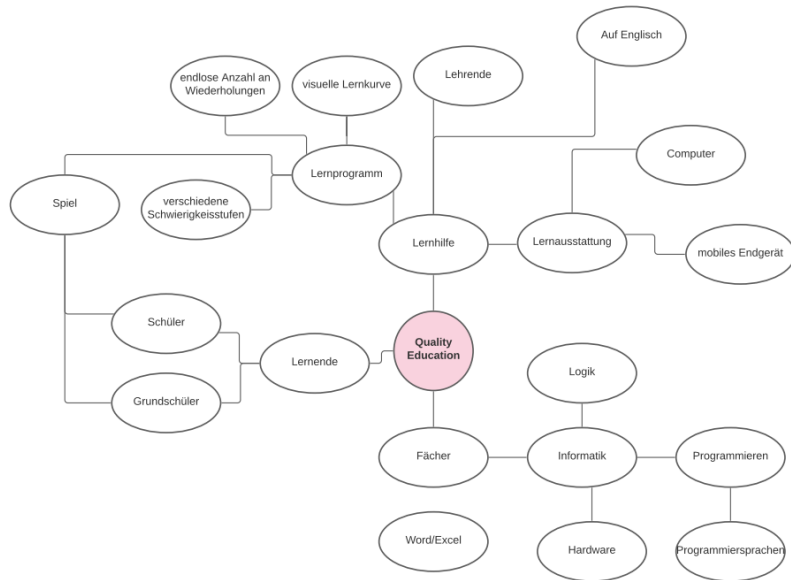 Auf Englisch
endlose Anzahl an
Wiederholungen
visuelle Lernkurve
Lehrende
Computer
Lernprogramm
Spiel
verschiedene
Schwierigkeisstufen
Lernhilfe
Lernausstattung
mobiles Endgerät
Schüler
Quality
Education
Lernende
Logik
Grundschüler
Fächer
Informatik
Programmieren
Word/Excel
Hardware
Programmiersprachen